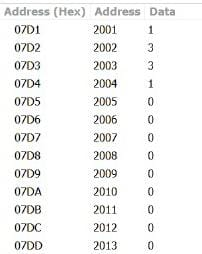 Address (Hex) Address Data
07D1 2001 1
07D2 2002 3
07D3 2003 3
07D4 2004 1
07D5 2005 0
07D6 2006 0
07D7 2007 0
07D8 2008 0
07D9 2009 0
07DA 2010 0
07DB 2011 0
07DC 2012 0
07DD 2013 0